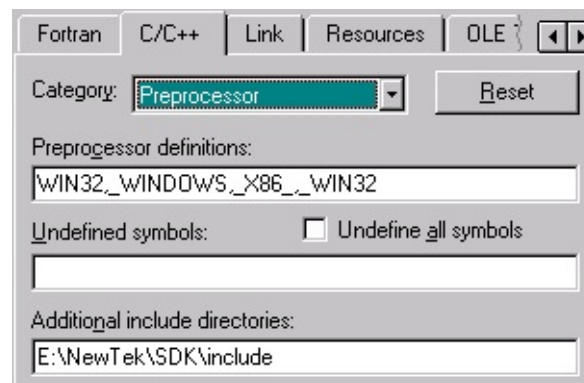 Fortran C/C++ Link Resources OLE
Category: Preprocessor Reset
Preprocessor definitions:
WIN32,_WINDOWS,_X86_,_WIN32
Undefined symbols: Undefine all symbols
Additional include directories:
E:\NewTek\SDK\include